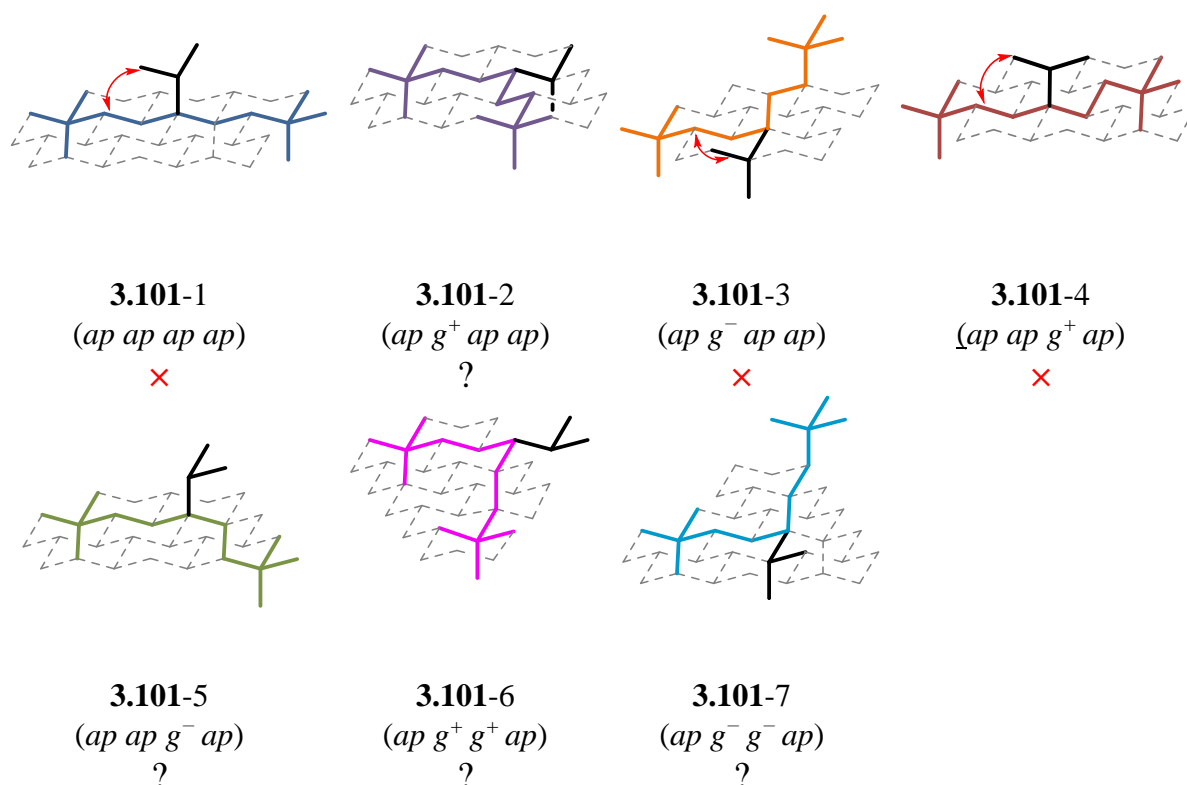 3.101-1 3.101-2 3.101-3 3.101-4
(ap ap ap ap) (ap g⁺ ap ap) (ap g⁻ ap ap) (ap ap g⁺ ap)
× ? × ×
3.101-5 3.101-6 3.101-7
(ap ap g⁻ ap) (ap g⁺ g⁺ ap) (ap g⁻ g⁻ ap)
? ? ?